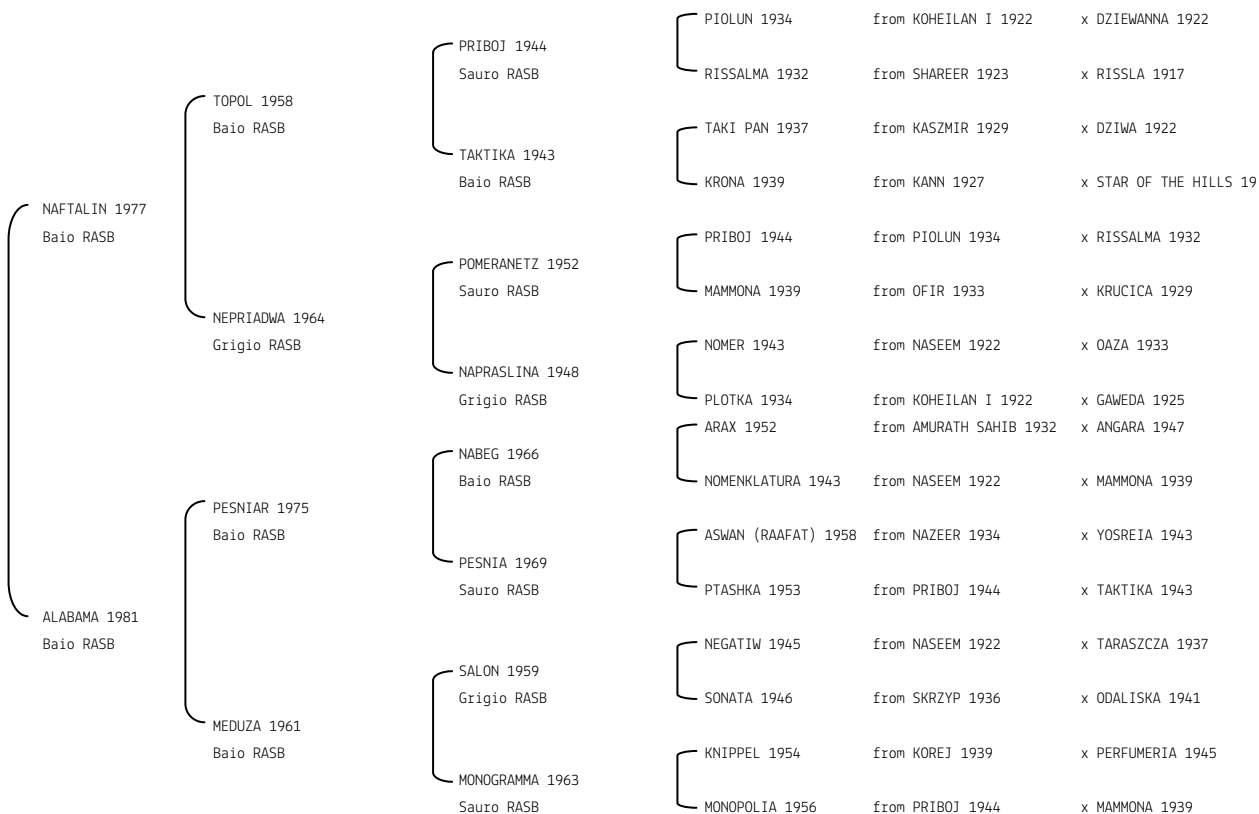 PIOLUN 1934 from KOHEILAN I 1922 x DZIEWANNA 1922
PRIBOJ 1944
Sauro RASB
RISSALMA 1932 from SHAREER 1923 x RISSLA 1917
TOPOL 1958
Baio RASB
TAKI PAN 1937 from KASZMIR 1929 x DZIWA 1922
TAKTIKA 1943
Baio RASB
KRONA 1939 from KANN 1927 x STAR OF THE HILLS 19
NAFTALIN 1977
Baio RASB
PRIBOJ 1944 from PIOLUN 1934 x RISSALMA 1932
POMERANETZ 1952
Sauro RASB
MAMMONA 1939 from OFIR 1933 x KRUCICA 1929
NEPRIADWA 1964
Grigio RASB
NOMER 1943 from NASEEM 1922 x OAZA 1933
NAPRASLINA 1948
Grigio RASB
PLOTKA 1934 from KOHEILAN I 1922 x GAWEDA 1925
ARAX 1952 from AMURATH SAHIB 1932 x ANGARA 1947
NABEG 1966
Baio RASB
NOMENKLATURA 1943 from NASEEM 1922 x MAMMONA 1939
PESNIAR 1975
Baio RASB
ASWAN (RAAFAT) 1958 from NAZEER 1934 x YOSREIA 1943
PESNIA 1969
Sauro RASB
PTASHKA 1953 from PRIBOJ 1944 x TAKTIKA 1943
ALABAMA 1981
Baio RASB
NEGATIW 1945 from NASEEM 1922 x TARASZCZA 1937
SALON 1959
Grigio RASB
SONATA 1946 from SKRZYP 1936 x ODALISKA 1941
MEDUZA 1961
Baio RASB
KNIPPEL 1954 from KOREJ 1939 x PERFUMERIA 1945
MONOGRAMMA 1963
Sauro RASB
MONOPOLIA 1956 from PRIBOJ 1944 x MAMMONA 1939